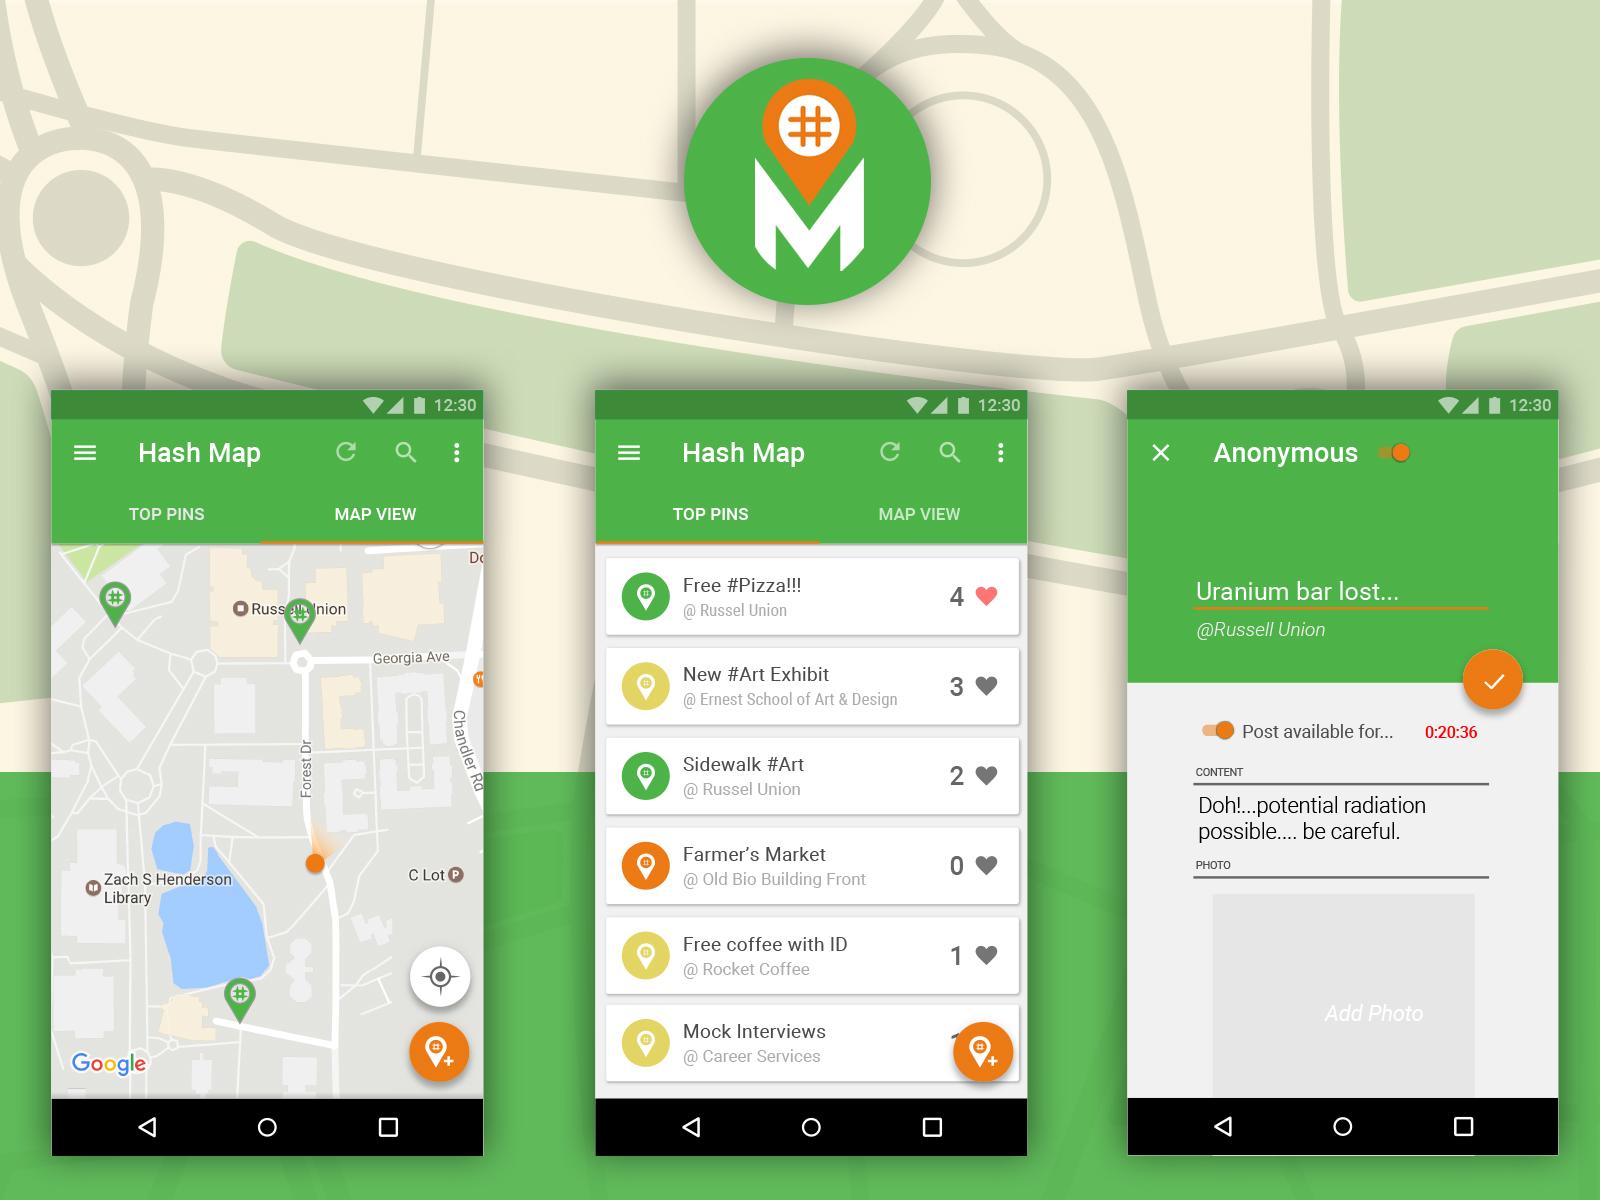 #
M
12:30
Hash Map
TOP PINS
MAP VIEW
Do
Russell Union
Georgia Ave
Chandler Rd
Forest Dr
C Lot P
Zach S Henderson
Library
Google
12:30
Hash Map
TOP PINS
MAP VIEW
Free #Pizza!!!
@ Russel Union
4
New #Art Exhibit
@ Ernest School of Art & Design
3
Sidewalk #Art
@ Russel Union
2
Farmer's Market
@ Old Bio Building Front
0
Free coffee with ID
@ Rocket Coffee
1
Mock Interviews
@ Career Services
12:30
Anonymous
Uranium bar lost...
@Russell Union
Post available for... 0:20:36
CONTENT
Doh!...potential radiation
possible.... be careful.
PHOTO
Add Photo